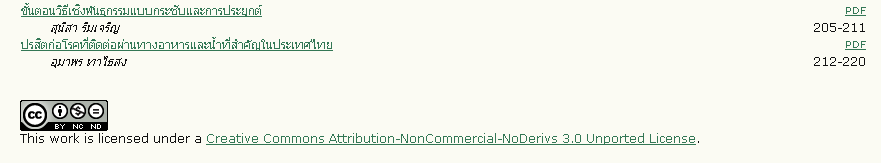 ขั้นตอนวิธีเชิงพันธุกรรมแบบกระชับและการประยุกต์ PDF
สุนิสา ริมเจริญ 205-211
ปรสิตก่อโรคที่ติดต่อผ่านทางอาหารและน้ำที่สำคัญในประเทศไทย PDF
อุมาพร ทาไธสง 212-220
cc BY NC ND
This work is licensed under a Creative Commons Attribution-NonCommercial-NoDerivs 3.0 Unported License.